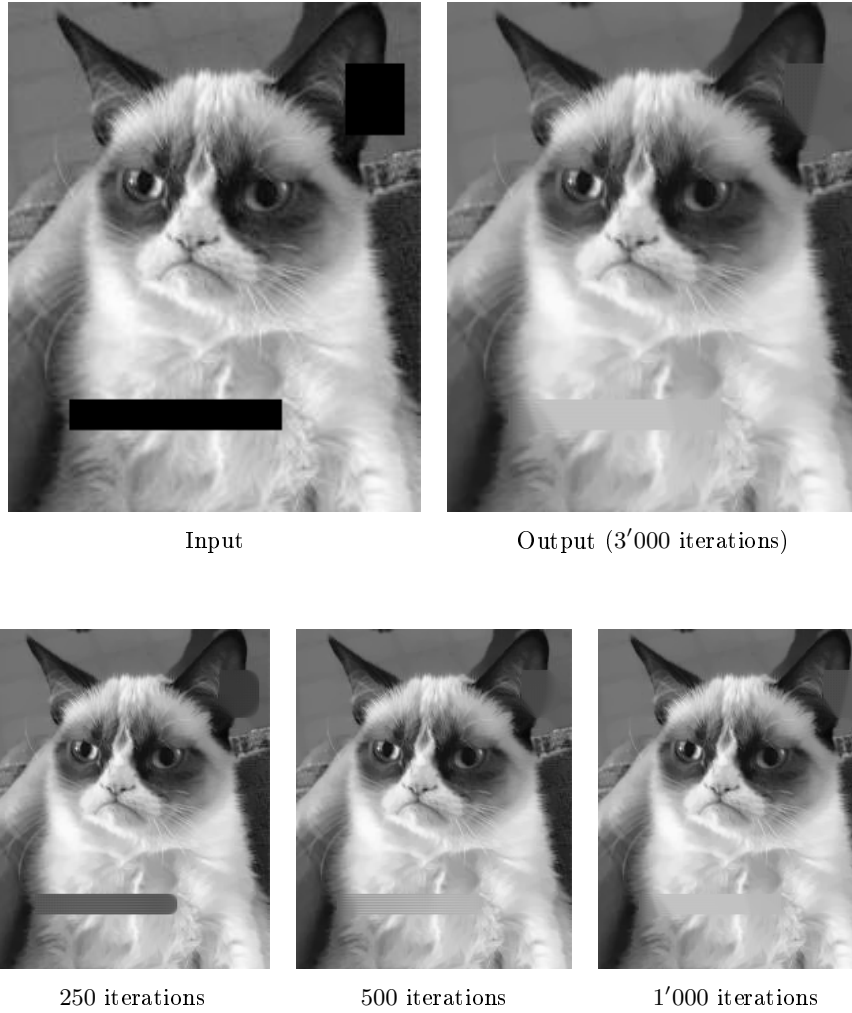 Input
Output (3′000 iterations)
250 iterations
500 iterations
1′000 iterations